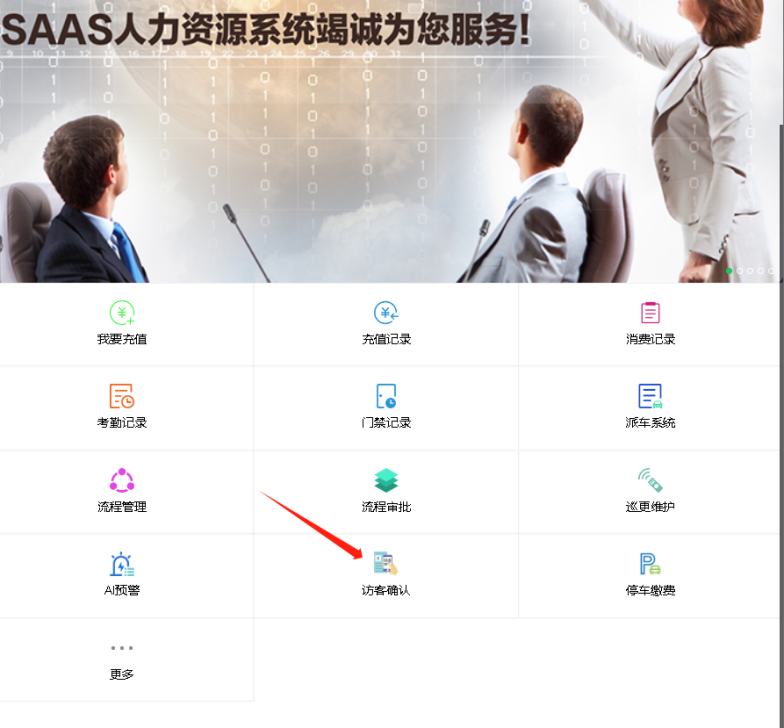 SAAS人力资源系统竭诚为您服务!
我要充值
充值记录
消费记录
考勤记录
门禁记录
派车系统
流程管理
流程审批
巡更维护
AI预警
访客确认
停车缴费
更多